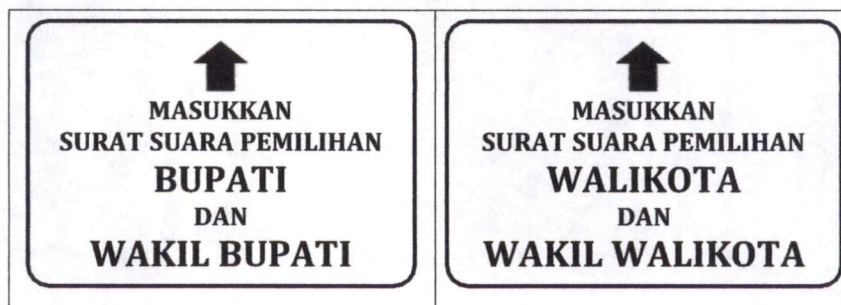 MASUKKAN
SURAT SUARA PEMILIHAN
BUPATI
DAN
WAKIL BUPATI
MASUKKAN
SURAT SUARA PEMILIHAN
WALIKOTA
DAN
WAKIL WALIKOTA